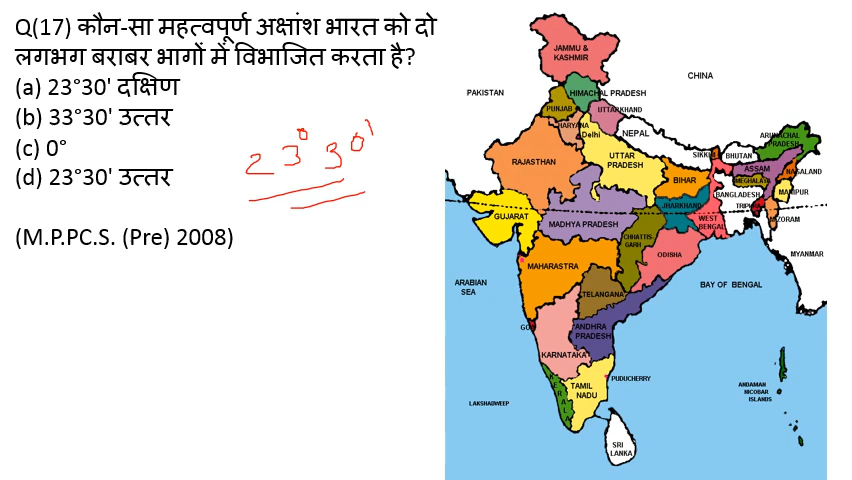 Q(17) कौन-सा महत्वपूर्ण अक्षांश भारत को दो
लगभग बराबर भागों में विभाजित करता है?
(a) 23°30' दक्षिण
(b) 33°30' उत्तर
(c) 0°
(d) 23°30' उत्तर
(M.P.PC.S. (Pre) 2008)
23°30'
JAMMU &
KASHMIR
CHINA
PAKISTAN
HIMACHAL PRADESH
PUNJAB
UTTARKHAND
HARYANA
Delhi
NEPAL
ARUNACHAL
PRADESH
SIKKIM
BHUTAN
RAJASTHAN
UTTAR
PRADESH
ASSAM
NAGALAND
BIHAR
MEGHALAYA
BANGLADESH
MANIPUR
JHARKHAND
TRIPURA
GUJARAT
MADHYA PRADESH
WEST
BENGAL
MIZORAM
CHHATTIS
GARH
ODISHA
MYANMAR
MAHARASTRA
ARABIAN
SEA
BAY OF BENGAL
TELANGANA
GOA
ANDHRA
PRADESH
KARNATAKA
KERALA
TAMIL
NADU
PUDUCHERRY
ANDAMAN
NICOBAR
ISLANDS
LAKSHADWEEP
SRI
LANKA